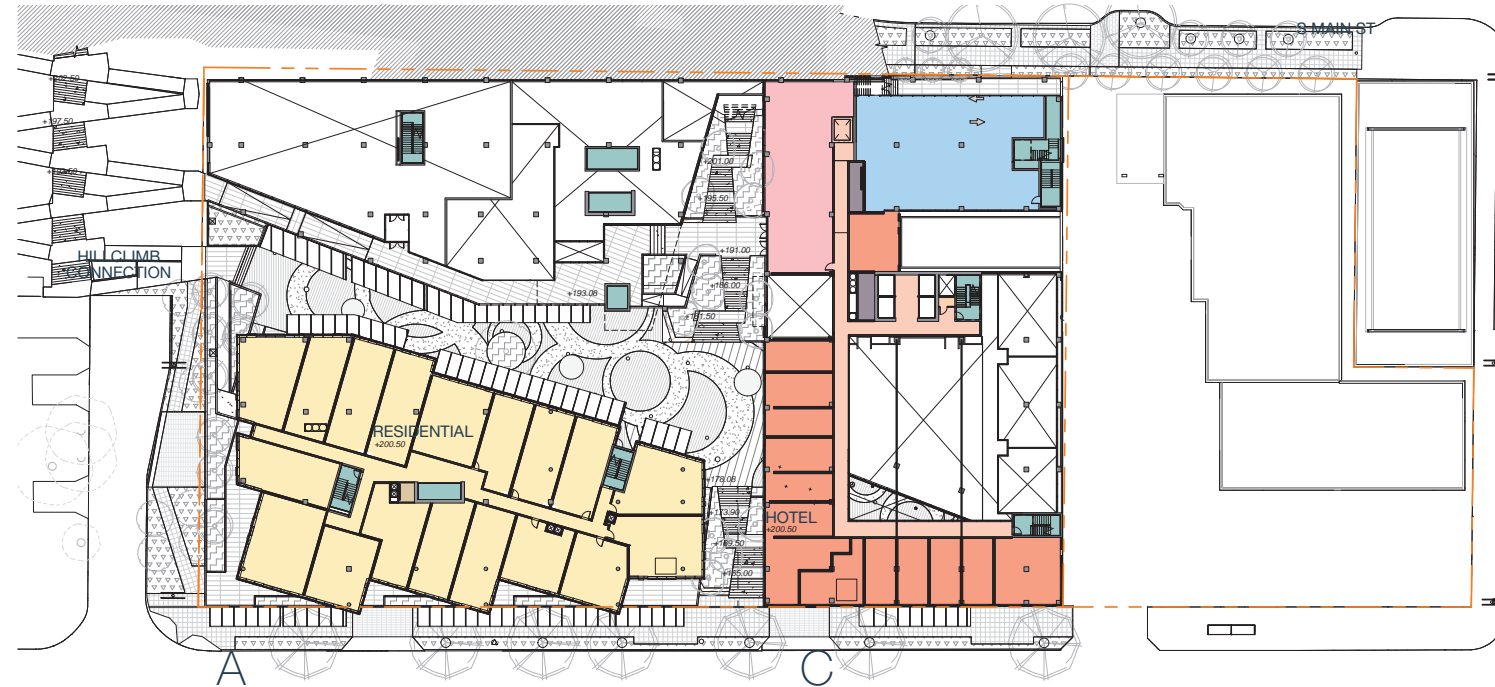 S MAIN ST
+197.50
+201.00
+195.50
+191.00
HILLCLIMB
CONNECTION
+186.00
+193.08
+181.50
RESIDENTIAL
+200.50
+178.08
+173.90
HOTEL
+200.50
+169.50
+165.00
A
C